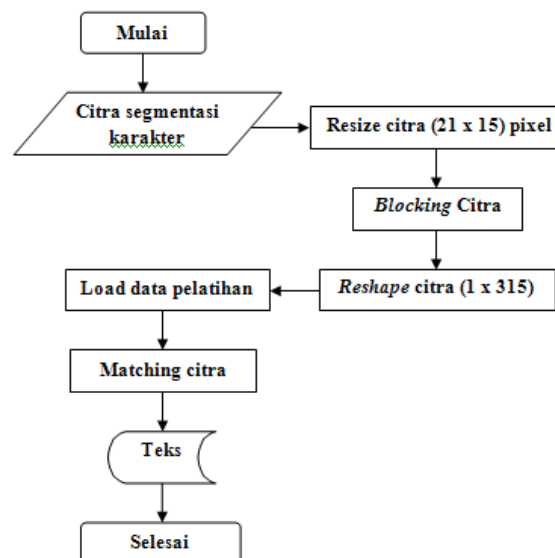 Mulai
Citra segmentasi
karakter
Resize citra (21 x 15) pixel
Blocking Citra
Reshape citra (1 x 315)
Load data pelatihan
Matching citra
Teks
Selesai